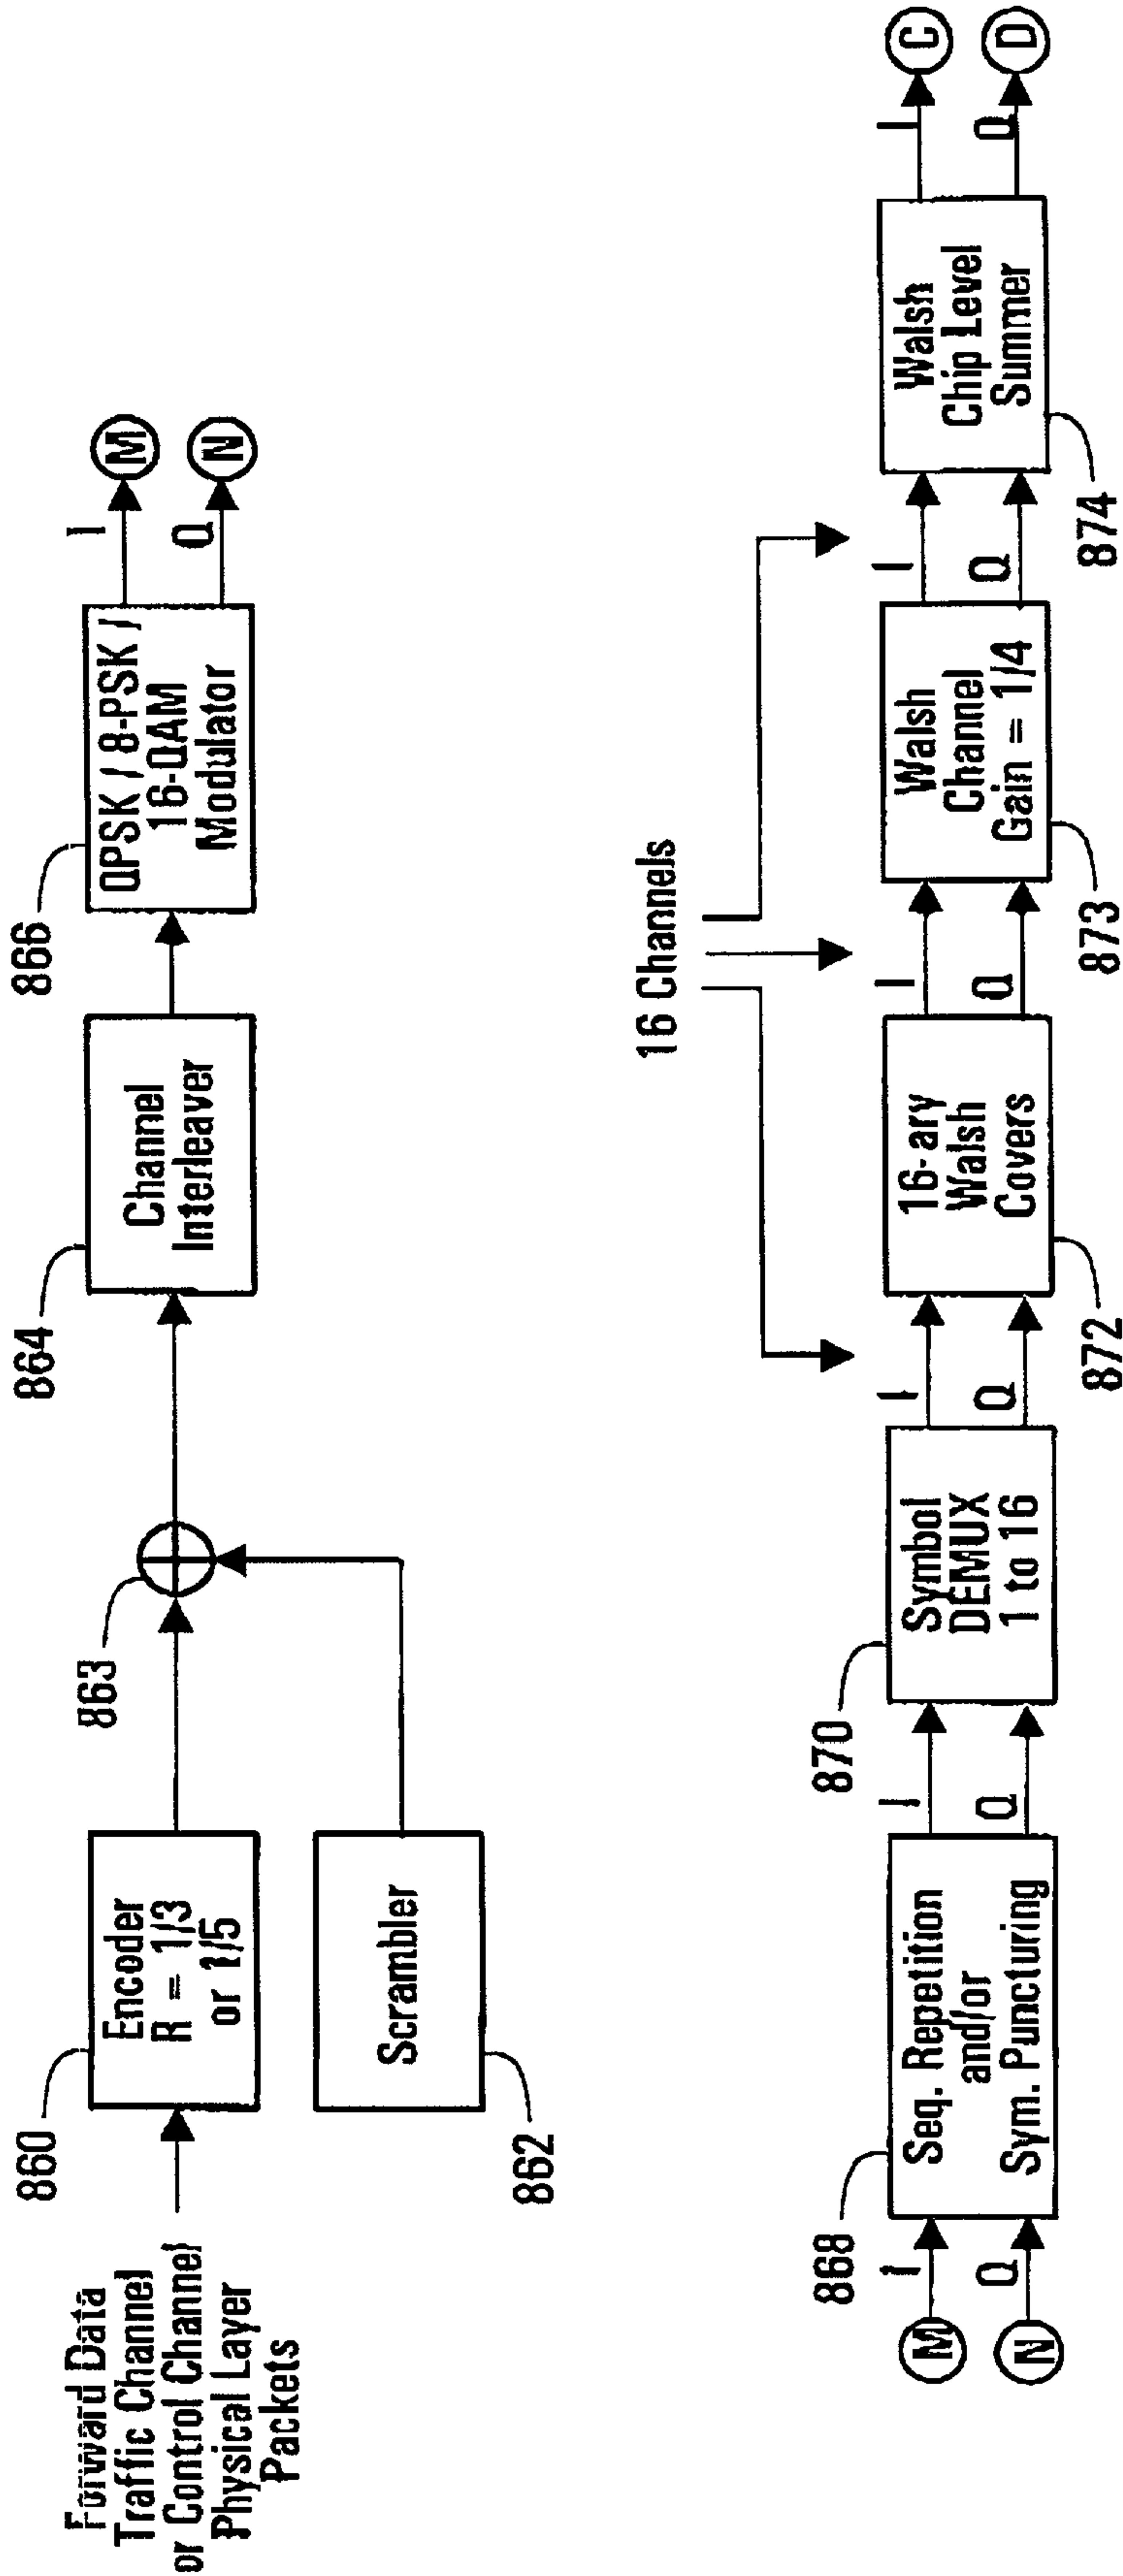 Forward Data
Traffic Channel
or Control Channel
Physical Layer
Packets
860
Encoder
R = 1/3
or 1/5
Scrambler
862
863
864
Channel
Interleaver
866
QPSK / 8-PSK /
16-QAM
Modulator
I
Q
M
N
M
N
I
Q
868
Seq. Repetition
and/or
Sym. Puncturing
I
Q
870
Symbol
DEMUX
1 to 16
I
Q
16 Channels
16-ary
Walsh
Covers
872
I
Q
Walsh
Channel
Gain = 1/4
873
I
Q
Walsh
Chip Level
Summer
874
I
Q
C
D